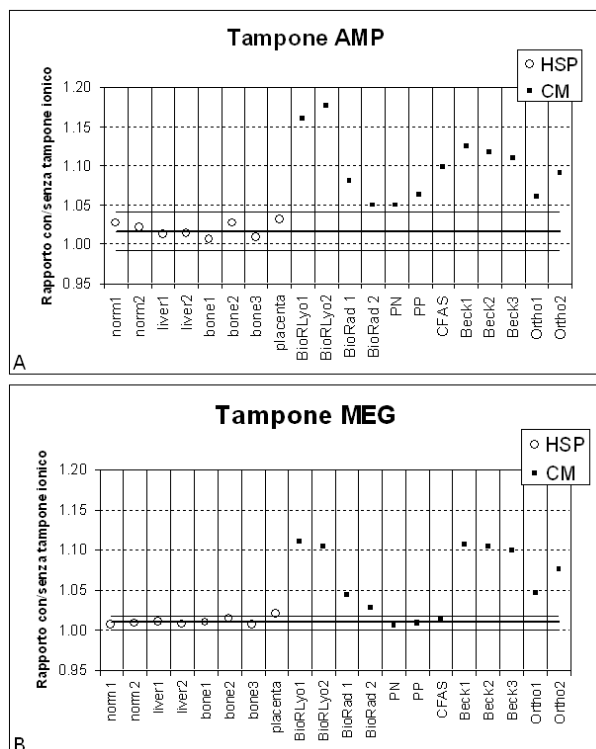 Tampone AMP
HSP
CM
Rapporto con/senza tampone ionico
1.20
1.15
1.10
1.05
1.00
0.95
norm1
norm2
liver1
liver2
bone1
bone2
bone3
placenta
BioRLyo1
BioRLyo2
BioRad 1
BioRad 2
PN
PP
CFAS
Beck1
Beck2
Beck3
Ortho1
Ortho2
A
Tampone MEG
HSP
CM
Rapporto con/senza tampone ionico
1.20
1.15
1.10
1.05
1.00
0.95
norm1
norm2
liver1
liver2
bone1
bone2
bone3
placenta
BioRLyo1
BioRLyo2
BioRad 1
BioRad 2
PN
PP
CFAS
Beck1
Beck2
Beck3
Ortho1
Ortho2
B